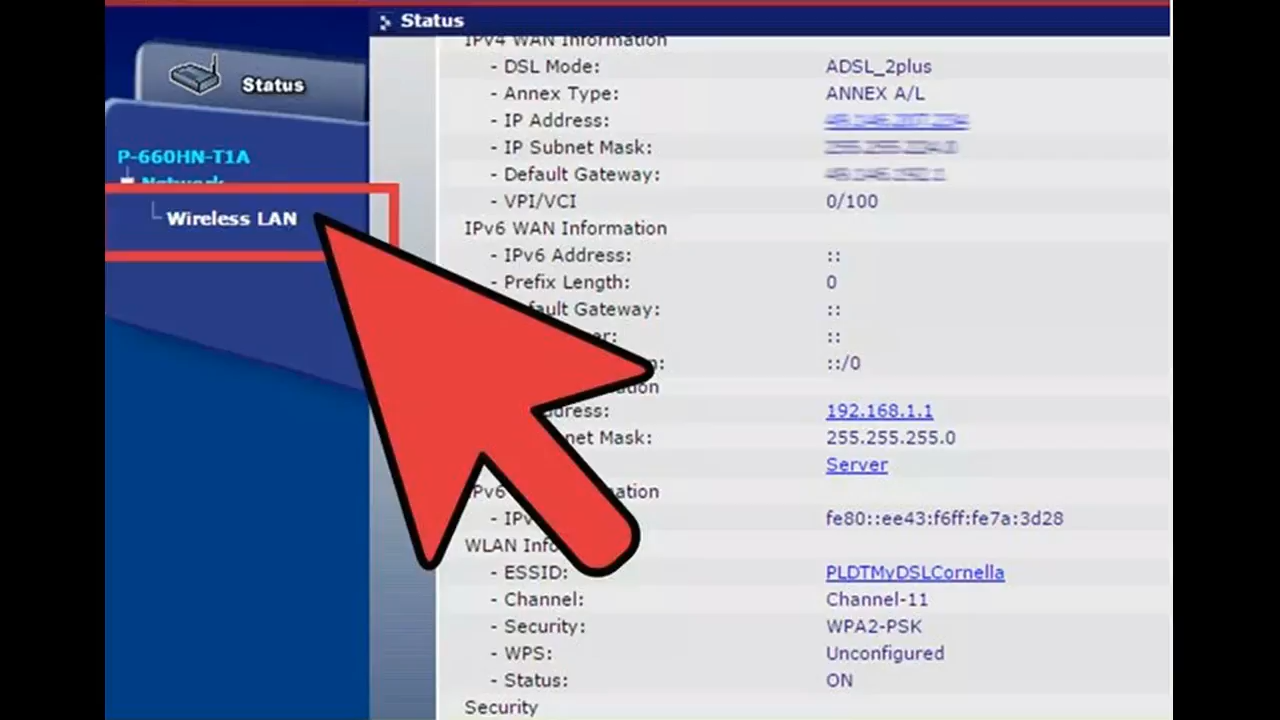 Status
Status
P-660HN-T1A
Network
Wireless LAN
IPv4 WAN Information
- DSL Mode: ADSL_2plus
- Annex Type: ANNEX A/L
- IP Address:
- IP Subnet Mask:
- Default Gateway:
- VPI/VCI 0/100
IPv6 WAN Information
- IPv6 Address: ::
- Prefix Length: 0
Gateway: ::
::
::/0
192.168.1.1
Mask: 255.255.255.0
Server
- fe80::ee43:f6ff:fe7a:3d28
WLAN
- ESSID: PLDTMyDSLCornella
- Channel: Channel-11
- Security: WPA2-PSK
- WPS: Unconfigured
- Status: ON
Security